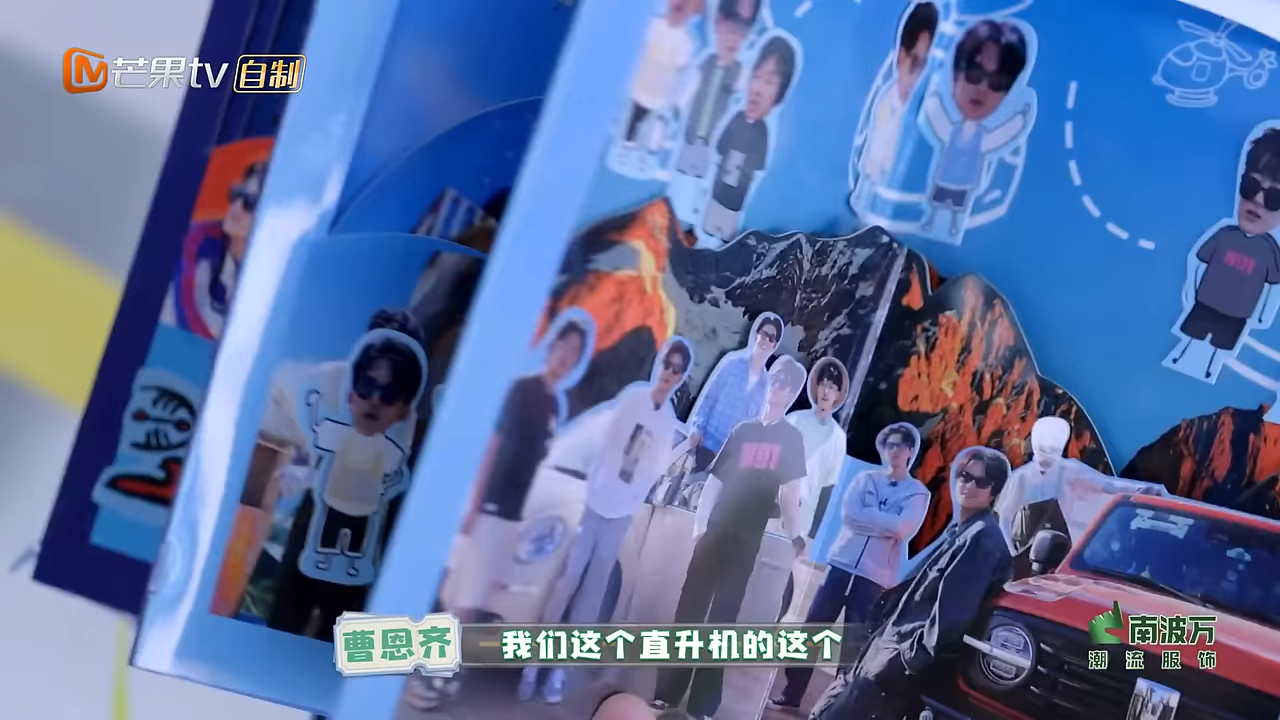 芒果tv 自制
曹恩齐
我们这个直升机的这个
南波万
潮流服饰